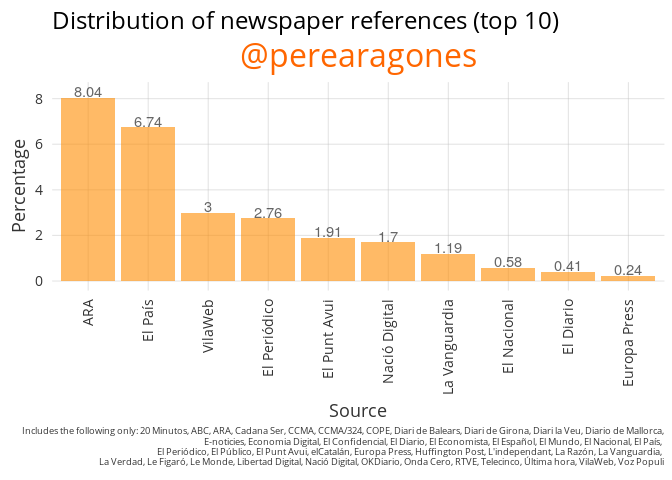 Distribution of newspaper references (top 10)
@perearagones
Percentage
8
6
4
2
0
8.04
6.74
3
2.76
1.91
1.7
1.19
0.58
0.41
0.24
ARA
El País
VilaWeb
El Periódico
El Punt Avui
Nació Digital
La Vanguardia
El Nacional
El Diario
Europa Press
Source
Includes the following only: 20 Minutos, ABC, ARA, Cadana Ser, CCMA, CCMA/324, COPE, Diari de Balears, Diari de Girona, Diari la Veu, Diario de Mallorca,
E-noticies, Economia Digital, El Confidencial, El Diario, El Economista, El Español, El Mundo, El Nacional, El País,
El Periódico, El Público, El Punt Avui, elCatalán, Europa Press, Huffington Post, L'independant, La Razón, La Vanguardia,
La Verdad, Le Figaró, Le Monde, Libertad Digital, Nació Digital, OKDiario, Onda Cero, RTVE, Telecinco, Última hora, VilaWeb, Voz Populi